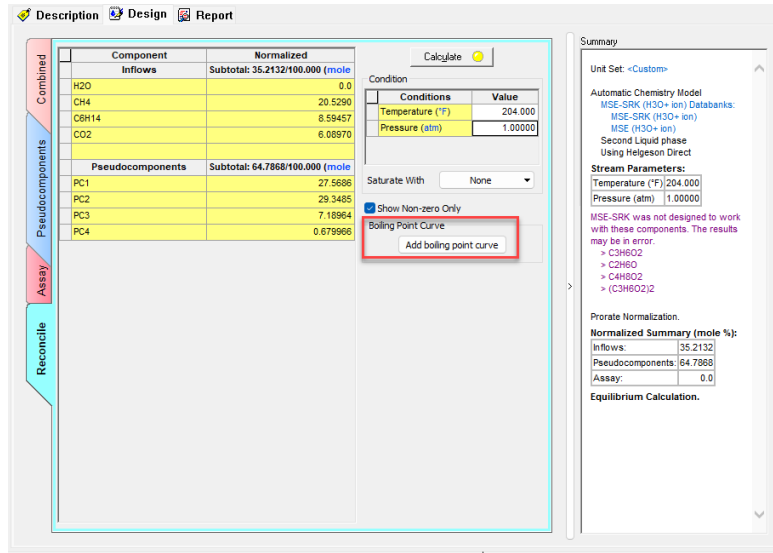 Description Design Report
Combined
Pseudocomponents
Assay
Reconcile
Component Normalized
Inflows Subtotal: 35.2132/100.000 (mole
H2O 0.0
CH4 20.5290
C6H14 8.59457
CO2 6.08970
Pseudocomponents Subtotal: 64.7868/100.000 (mole
PC1 27.5686
PC2 29.3485
PC3 7.18964
PC4 0.679966
Calculate
Condition
Conditions Value
Temperature (°F) 204.000
Pressure (atm) 1.00000
Saturate With None
Show Non-zero Only
Boiling Point Curve
Add boiling point curve
Summary
Unit Set: <Custom>
Automatic Chemistry Model
MSE-SRK (H3O+ ion) Databanks:
MSE-SRK (H3O+ ion)
MSE (H3O+ ion)
Second Liquid phase
Using Helgeson Direct
Stream Parameters:
Temperature (°F) 204.000
Pressure (atm) 1.00000
MSE-SRK was not designed to work
with these components. The results
may be in error.
> C3H6O2
> C2H6O
> C4H8O2
> (C3H6O2)2
Prorate Normalization.
Normalized Summary (mole %):
Inflows: 35.2132
Pseudocomponents: 64.7868
Assay: 0.0
Equilibrium Calculation.